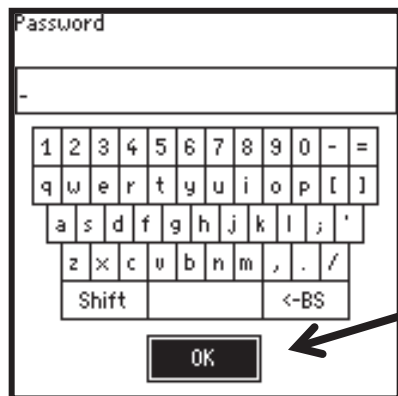 Password
-
1 2 3 4 5 6 7 8 9 0 - =
q w e r t y u i o p [ ]
a s d f g h j k l ; '
z x c v b n m , . /
Shift <-BS
OK